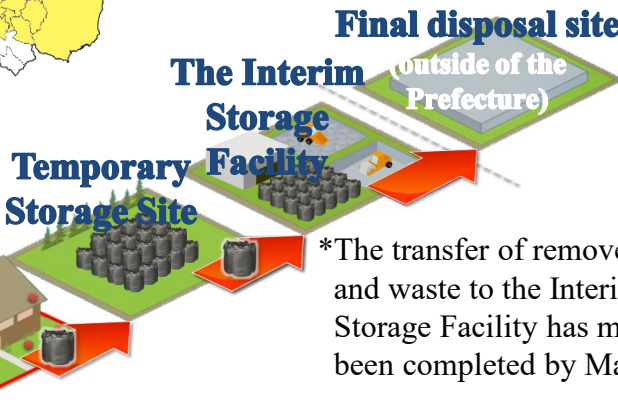 Final disposal site
(outside of the
Prefecture)
The Interim
Storage
Facility
Temporary
Storage Site
*The transfer of remove
and waste to the Interi
Storage Facility has m
been completed by Ma